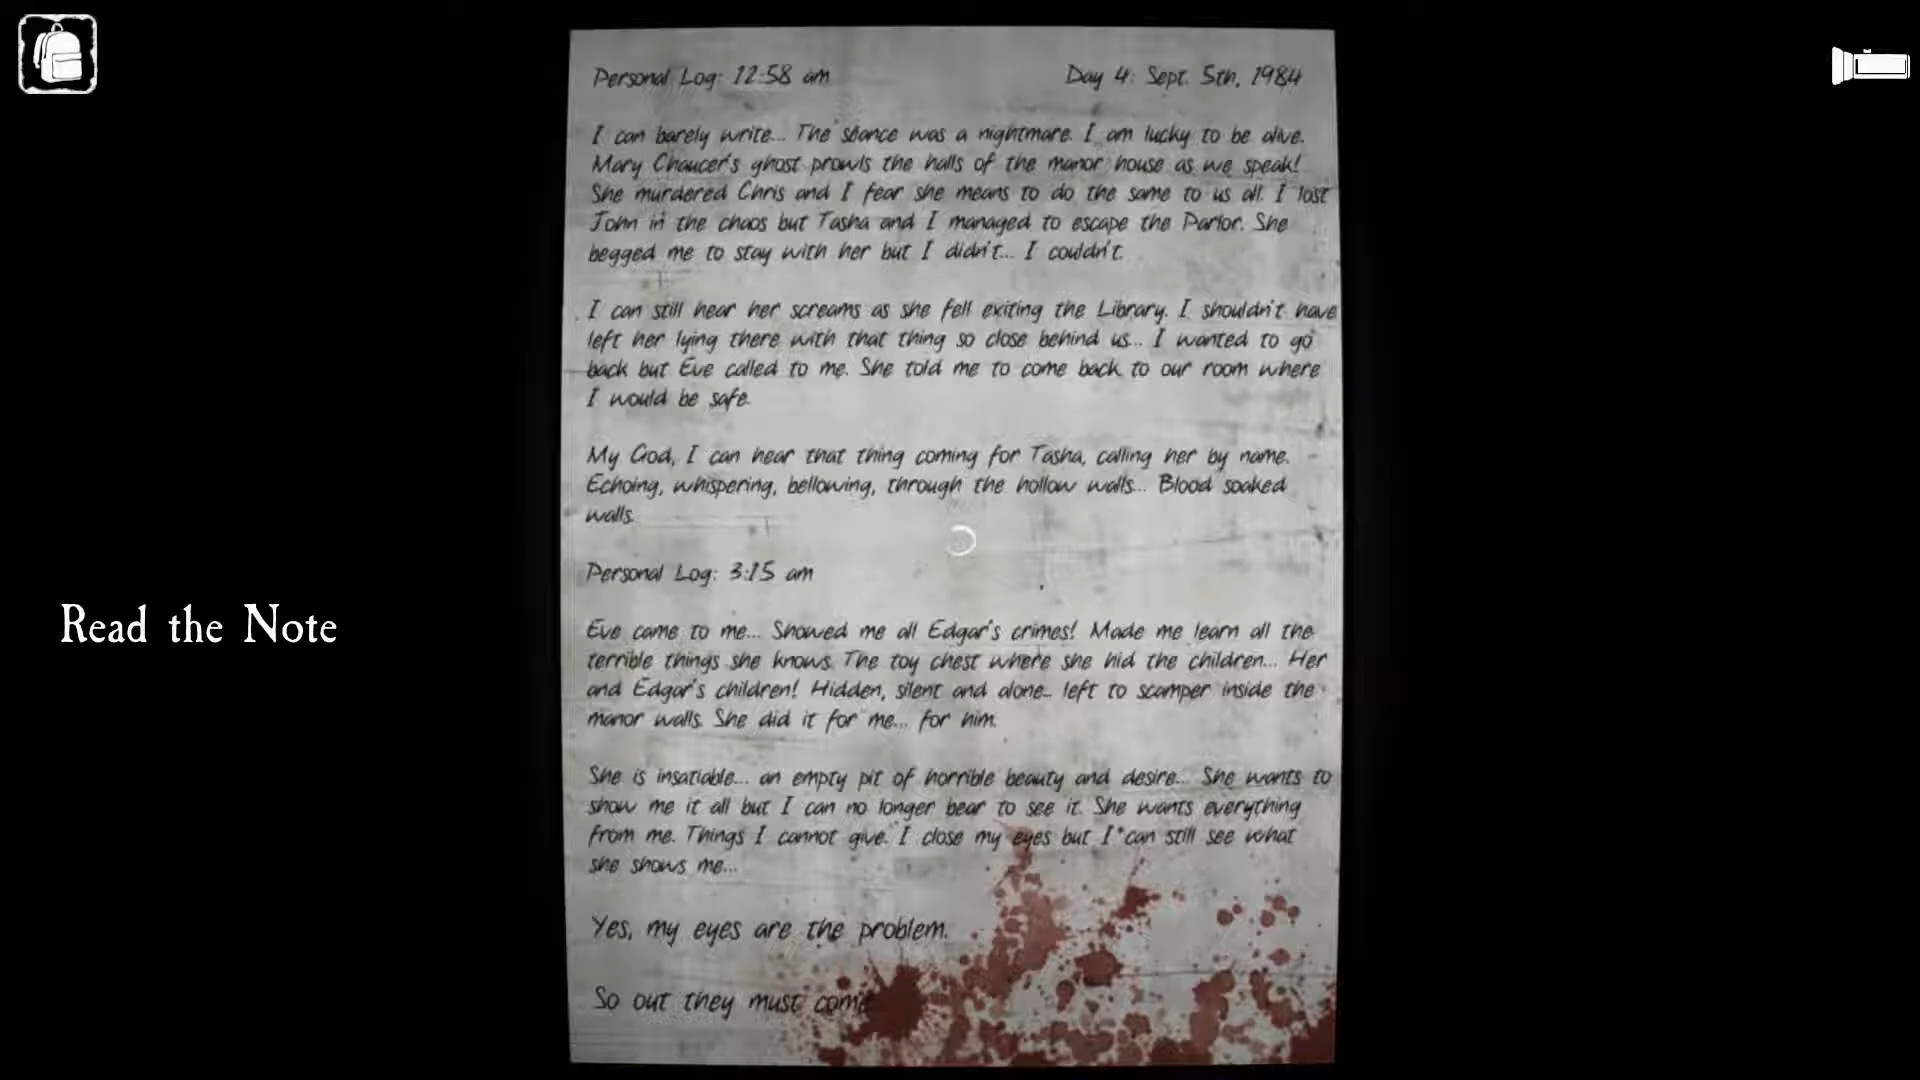 Personal Log: 12:58 am
Day 4: Sept. 5th, 1984
I can barely write... The séance was a nightmare. I am lucky to be alive.
Mary Chaucer's ghost prowls the halls of the manor house as we speak!
She murdered Chris and I fear she means to do the same to us all. I lost
John in the chaos but Tasha and I managed to escape the Parlor. She
begged me to stay with her but I didn't... I couldn't.
I can still hear her screams as she fell exiting the Library. I shouldn't have
left her lying there with that thing so close behind us... I wanted to go
back but Eve called to me. She told me to come back to our room where
I would be safe.
My God, I can hear that thing coming for Tasha, calling her by name.
Echoing, whispering, bellowing, through the hollow walls... Blood soaked
walls.
Personal Log: 3:15 am
Read the Note
Eve came to me... Showed me all Edgar's crimes! Made me learn all the
terrible things she knows. The toy chest where she hid the children... Her
and Edgar's children! Hidden, silent and alone... left to scamper inside the
manor walls. She did it for me... for him.
She is insatiable... an empty pit of horrible beauty and desire... She wants to
show me it all but I can no longer bear to see it. She wants everything
from me. Things I cannot give. I close my eyes but I can still see what
she shows me...
Yes, my eyes are the problem.
So out they must come